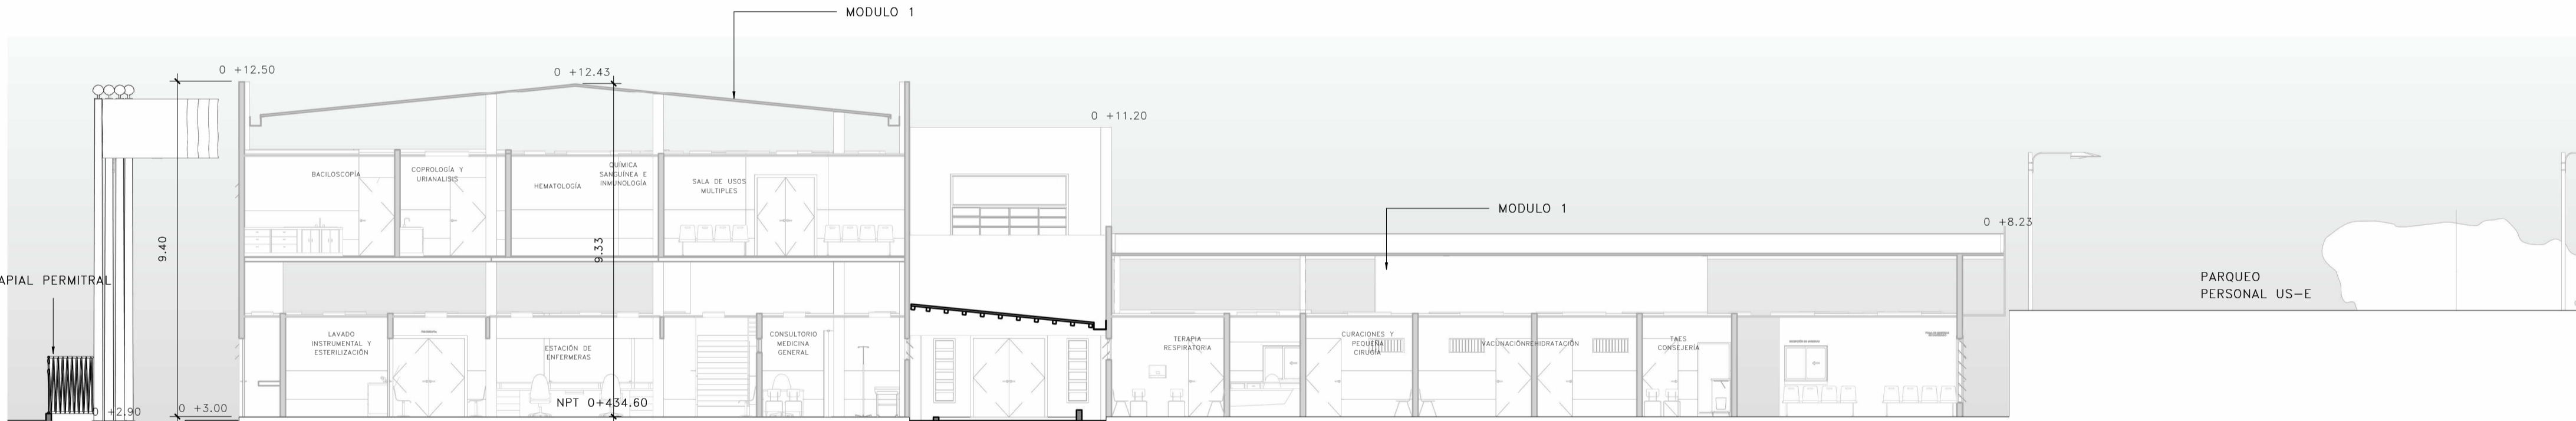 MODULO 1
0 +12.50
0 +12.43
0 +11.20
BACILOSCOPÍA
COPROLOGÍA Y
URIANALISIS
HEMATOLOGÍA
QUÍMICA
SANGUÍNEA E
INMUNOLOGÍA
SALA DE USOS
MULTIPLES
MODULO 1
0 +8.23
9.40
9.33
APIAL PERMITRAL
PARQUEO
PERSONAL US-E
LAVADO
INSTRUMENTAL Y
ESTERILIZACIÓN
ESTACIÓN DE
ENFERMERAS
CONSULTORIO
MEDICINA
GENERAL
TERAPIA
RESPIRATORIA
CURACIONES Y
PEQUEÑA
CIRUGÍA
VACUNACIÓN
REHIDRATACIÓN
TAES
CONSEJERÍA
0 +2.90
0 +3.00
NPT 0+434.60